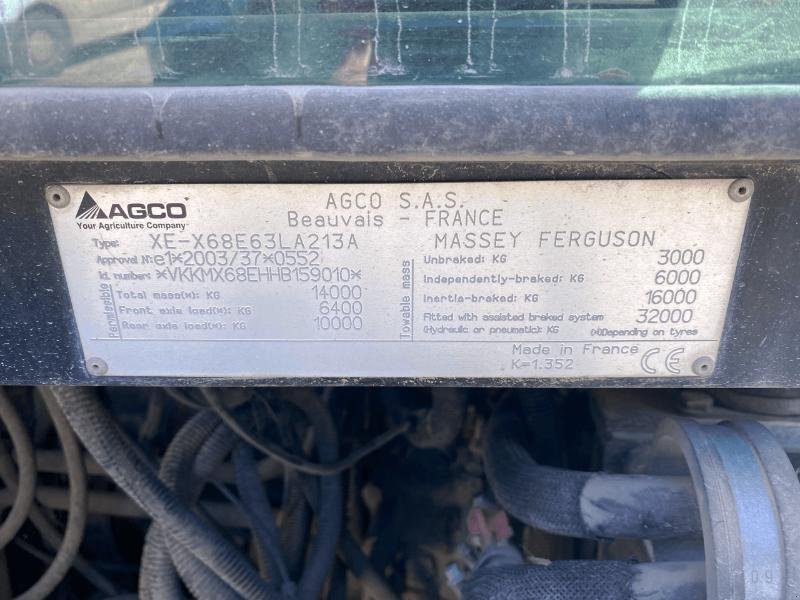 AGCO
Your Agriculture Company
AGCO S.A.S.
Beauvais - FRANCE
Type: XE-X68E63LA213A
MASSEY FERGUSON
Approval N: e1*2003/37*0552
Id. number: *VKKMX68EHHB159010*
Permissible
Total mass(*): KG 14000
Front axle load(*): KG 6400
Rear axle load(*): KG 10000
Towable mass
Unbraked: KG 3000
Independently-braked: KG 6000
Inertia-braked: KG 16000
Fitted with assisted braked system 32000
(Hydraulic or pneumatic): KG
(*)Depending on tyres
Made in France
K=1.352
CE